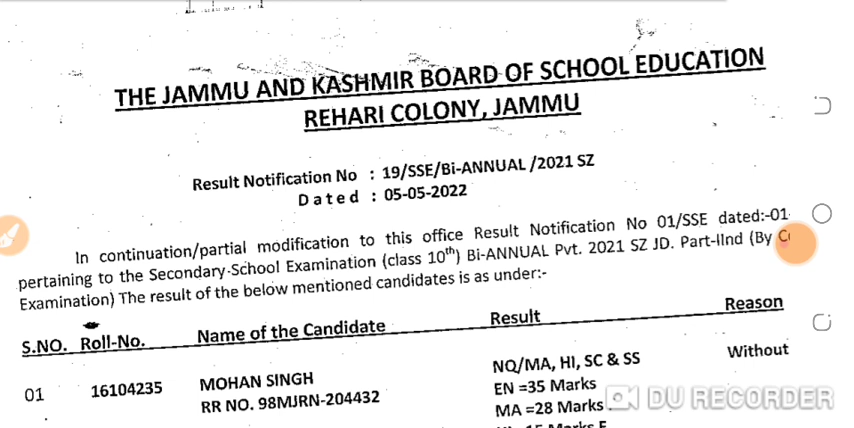 THE JAMMU AND KASHMIR BOARD OF SCHOOL EDUCATION
REHARI COLONY, JAMMU
Result Notification No : 19/SSE/Bi-ANNUAL /2021 SZ
Dated : 05-05-2022
In continuation/partial modification to this office Result Notification No 01/SSE dated:-01
pertaining to the Secondary-School Examination (class 10th) Bi-ANNUAL Pvt. 2021 SZ JD. Part-IInd (By
Examination) The result of the below mentioned candidates is as under:-
S.NO. Roll-No. Name of the Candidate Result Reason
01 16104235 MOHAN SINGH NQ/MA, HI, SC & SS Without
RR NO. 98MJRN-204432 EN =35 Marks
MA =28 Marks
DU RECORDER